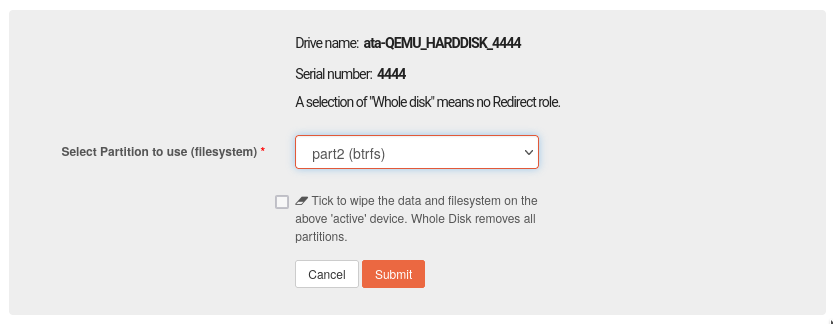 Drive name: ata-QEMU_HARDDISK_4444
Serial number: 4444
A selection of "Whole disk" means no Redirect role.
Select Partition to use (filesystem) *
part2 (btrfs)
Tick to wipe the data and filesystem on the
above 'active' device. Whole Disk removes all
partitions.
Cancel Submit